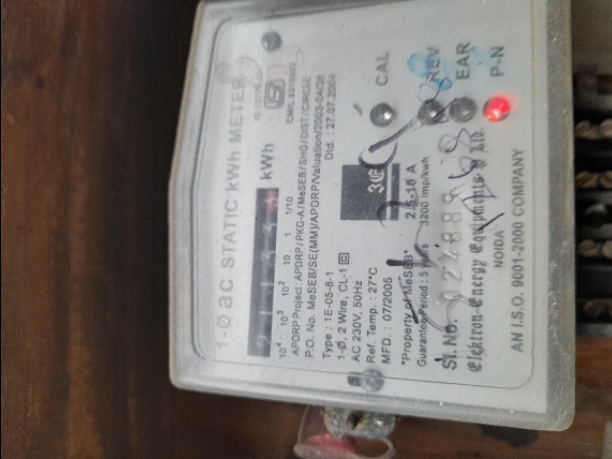 1-Ø ac STATIC kWh METER
kWh
10⁴ 10³ 10² 10 1 1/10
APDRP Project: APDRP/PKG-A/MeSEB/SHG/DIST/CIRCLE
P.O. No. MeSEB/SE(MM)/APDRP/Valuation/2003-04/38
Dtd. : 27.07.2004
Type : 1E-05-8-1
1-Ø, 2 Wire, CL-1
AC 230V, 50Hz
Ref. Temp. : 27°C
MFD. : 07/2005
2.5-10 A
3200 Imp/kwh
*Property of MeSEB*
Guarantee Period : 5 years
Sl. No.
Elektron-Energy Equipments
NOIDA
AN I.S.O. 9001-2000 COMPANY
CAL
REV
EAR
P-N